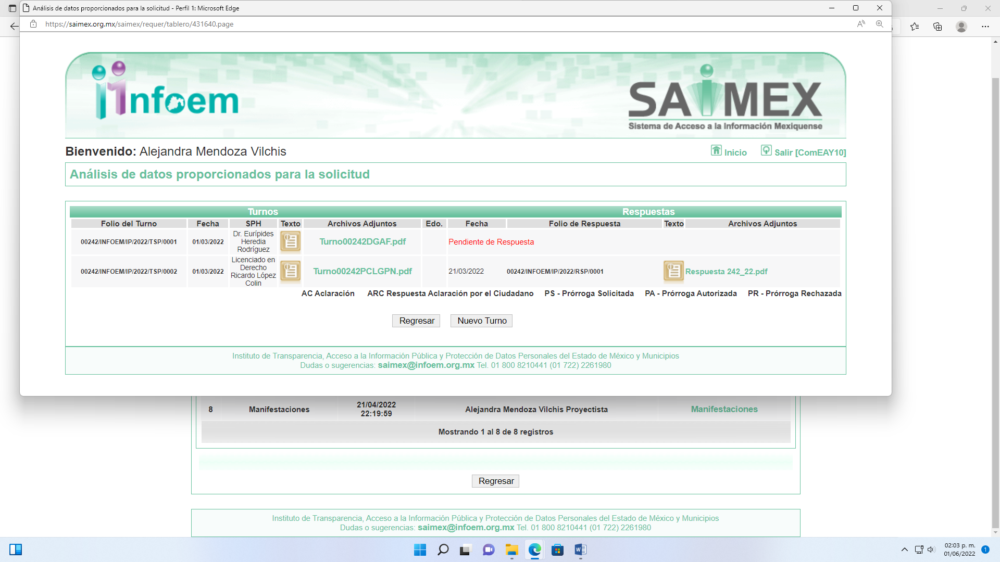 Análisis de datos proporcionados para la solicitud - Perfil 1: Microsoft Edge
https://saimex.org.mx/saimex/requer/tablero/431640.page
infoem
SAIMEX
Sistema de Acceso a la Información Mexiquense
Bienvenido: Alejandra Mendoza Vilchis
Inicio Salir [ComEAY10]
Análisis de datos proporcionados para la solicitud
Turnos Respuestas
Folio del Turno Fecha SPH Texto Archivos Adjuntos Edo. Fecha Folio de Respuesta Texto Archivos Adjuntos
00242/INFOEM/IP/2022/TSP/0001 01/03/2022 Dr. Eurípides Heredia Rodríguez Turno00242DGAF.pdf Pendiente de Respuesta
00242/INFOEM/IP/2022/TSP/0002 01/03/2022 Licenciado en Derecho Ricardo López Colin Turno00242PCLGPN.pdf 21/03/2022 00242/INFOEM/IP/2022/RSP/0001 Respuesta 242_22.pdf
AC Aclaración ARC Respuesta Aclaración por el Ciudadano PS - Prórroga Solicitada PA - Prórroga Autorizada PR - Prórroga Rechazada
Regresar Nuevo Turno
Instituto de Transparencia, Acceso a la Información Pública y Protección de Datos Personales del Estado de México y Municipios
Dudas o sugerencias: saimex@infoem.org.mx Tel. 01 800 8210441 (01 722) 2261980
8 Manifestaciones 21/04/2022 22:19:59 Alejandra Mendoza Vilchis Proyectista Manifestaciones
Mostrando 1 al 8 de 8 registros
Regresar
Instituto de Transparencia, Acceso a la Información Pública y Protección de Datos Personales del Estado de México y Municipios
Dudas o sugerencias: saimex@infoem.org.mx Tel. 01 800 8210441 (01 722) 2261980
02:03 p. m.
01/06/2022
1